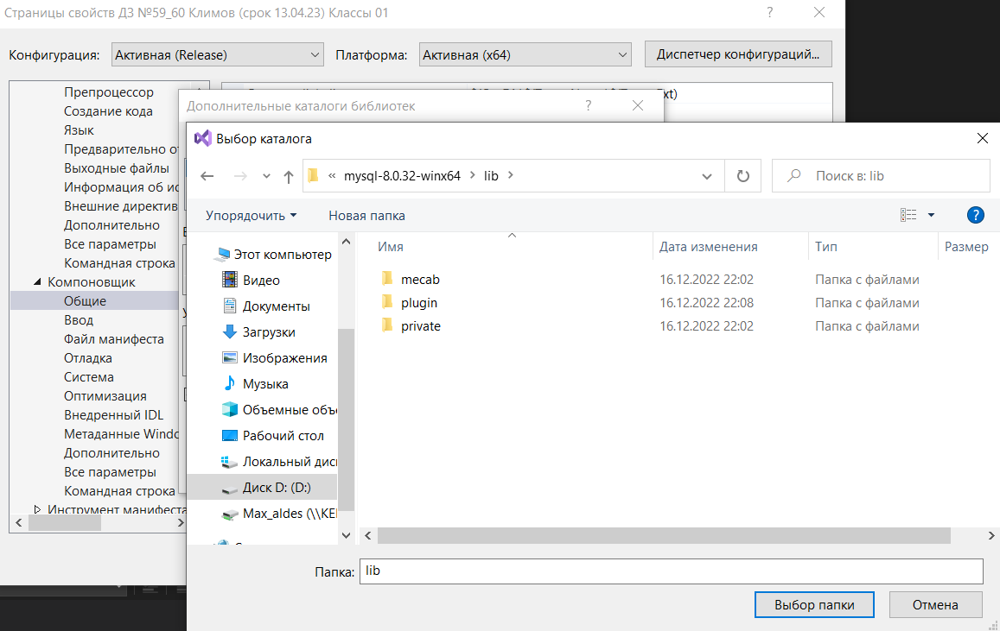 Страницы свойств ДЗ №59_60 Климов (срок 13.04.23) Классы 01
Конфигурация: Активная (Release) Платформа: Активная (x64) Диспетчер конфигураций...
Препроцессор
Создание кода
Язык
Предварительно от
Выходные файлы
Информация об ис
Внешние директив
Дополнительно
Все параметры
Командная строка
Компоновщик
Общие
Ввод
Файл манифеста
Отладка
Система
Оптимизация
Внедренный IDL
Метаданные Windo
Дополнительно
Все параметры
Командная строка
Инструмент манифеста
Дополнительные каталоги библиотек
Выбор каталога
« mysql-8.0.32-winx64 > lib >
Поиск в: lib
Упорядочить Новая папка
Этот компьютер
Видео
Документы
Загрузки
Изображения
Музыка
Объемные объе
Рабочий стол
Локальный диск
Диск D: (D:)
Max_aldes (\\KEI
Имя Дата изменения Тип Размер
mecab 16.12.2022 22:02 Папка с файлами
plugin 16.12.2022 22:08 Папка с файлами
private 16.12.2022 22:02 Папка с файлами
Папка: lib
Выбор папки Отмена